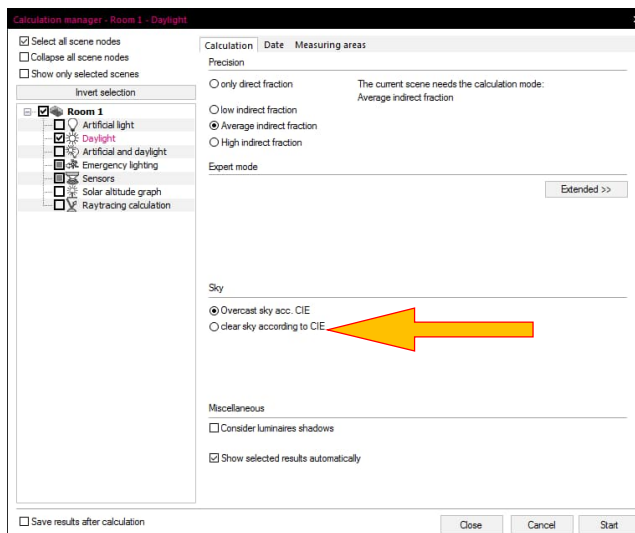 Calculation manager - Room 1 - Daylight
Select all scene nodes
Collapse all scene nodes
Show only selected scenes
Invert selection
Room 1
Artificial light
Daylight
Artificial and daylight
Emergency lighting
Sensors
Solar altitude graph
Raytracing calculation
Calculation Date Measuring areas
Precision
only direct fraction
The current scene needs the calculation mode:
Average indirect fraction
low indirect fraction
Average indirect fraction
High indirect fraction
Expert mode
Extended >>
Sky
Overcast sky acc. CIE
clear sky according to CIE
Miscellaneous
Consider luminaires shadows
Show selected results automatically
Save results after calculation
Close Cancel Start